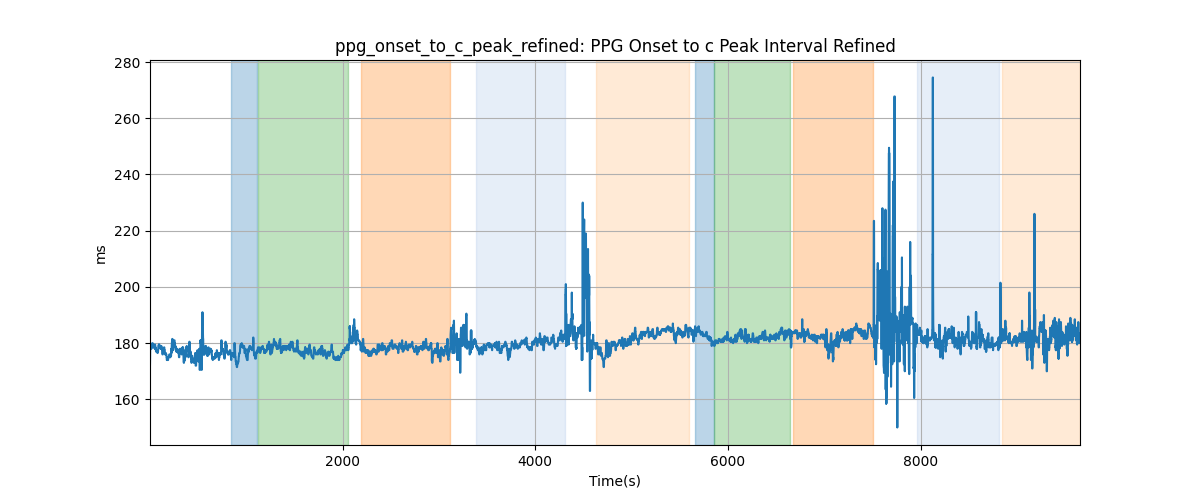 ppg_onset_to_c_peak_refined: PPG Onset to c Peak Interval Refined
280
260
240
220
200
180
160
ms
2000 4000 6000 8000
Time(s)